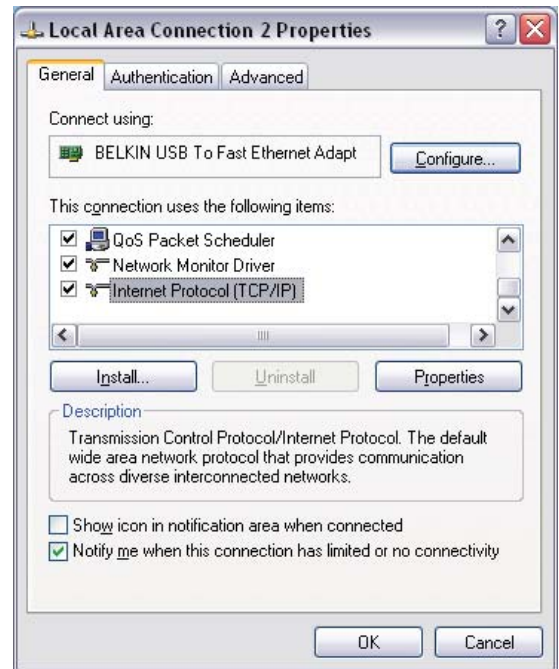 Local Area Connection 2 Properties
General
Authentication
Advanced
Connect using:
BELKIN USB To Fast Ethernet Adapt
Configure...
This connection uses the following items:
QoS Packet Scheduler
Network Monitor Driver
Internet Protocol (TCP/IP)
Install...
Uninstall
Properties
Description
Transmission Control Protocol/Internet Protocol. The default
wide area network protocol that provides communication
across diverse interconnected networks.
Show icon in notification area when connected
Notify me when this connection has limited or no connectivity
OK
Cancel